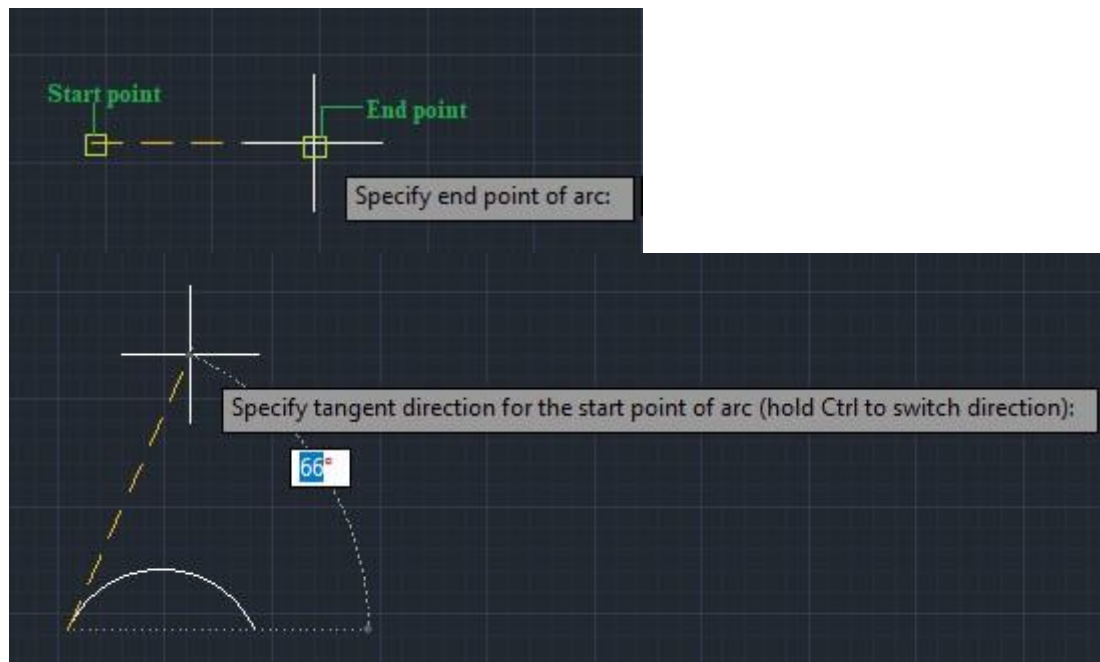 Start point
End point
Specify end point of arc:
Specify tangent direction for the start point of arc (hold Ctrl to switch direction):
66°